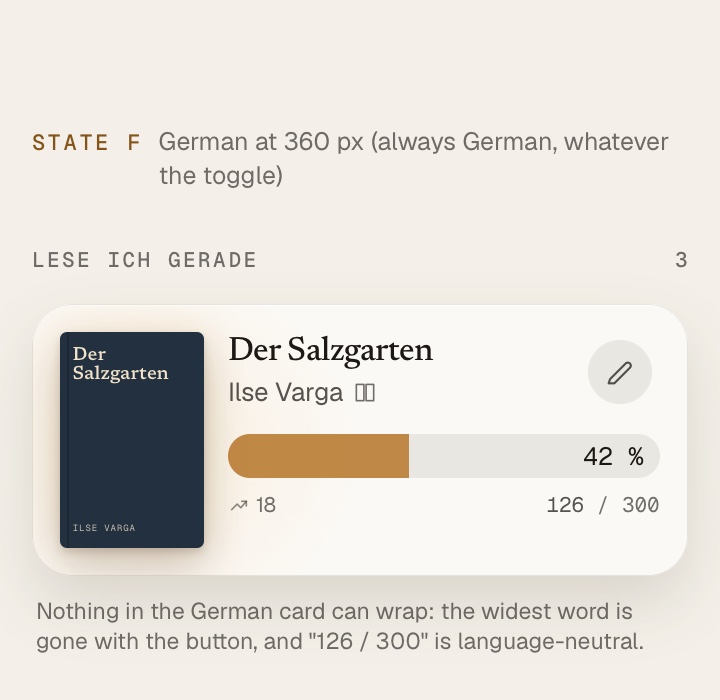 STATE F German at 360 px (always German, whatever
the toggle)
LESE ICH GERADE 3
Der
Salzgarten
ILSE VARGA
Der Salzgarten
Ilse Varga
42 %
18 126 / 300
Nothing in the German card can wrap: the widest word is
gone with the button, and "126 / 300" is language-neutral.